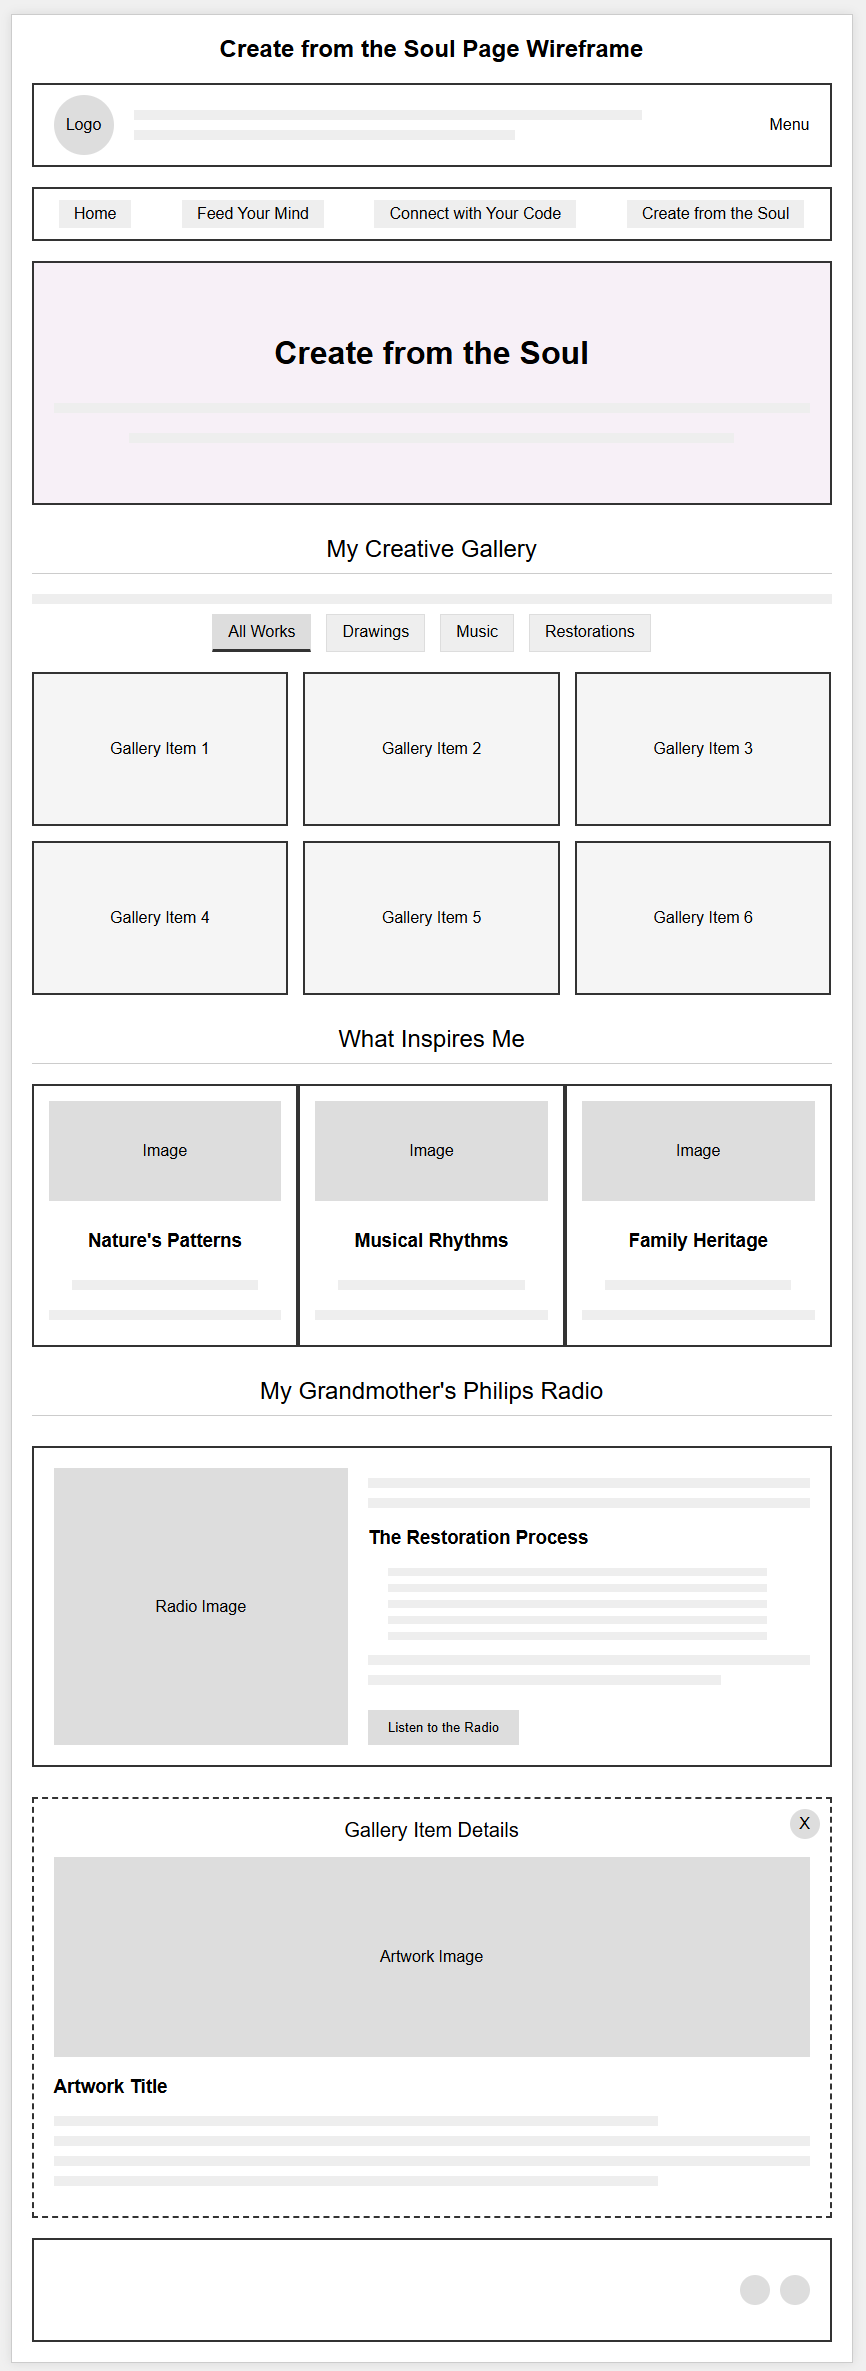 Create from the Soul Page Wireframe
Logo
Menu
Home
Feed Your Mind
Connect with Your Code
Create from the Soul
Create from the Soul
My Creative Gallery
All Works
Drawings
Music
Restorations
Gallery Item 1
Gallery Item 2
Gallery Item 3
Gallery Item 4
Gallery Item 5
Gallery Item 6
What Inspires Me
Image
Image
Image
Nature's Patterns
Musical Rhythms
Family Heritage
My Grandmother's Philips Radio
Radio Image
The Restoration Process
Listen to the Radio
Gallery Item Details
X
Artwork Image
Artwork Title